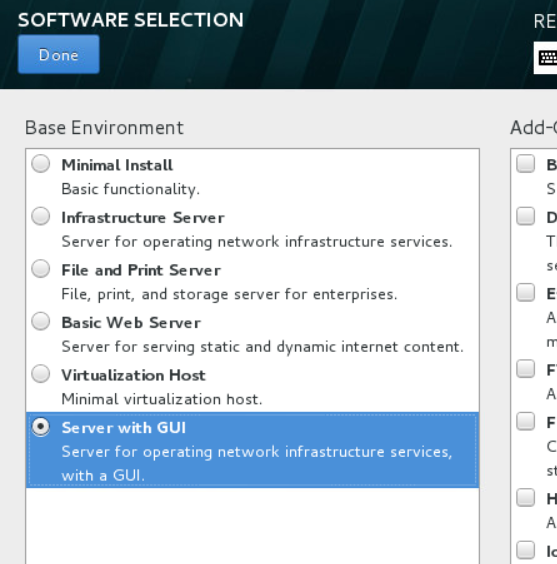 SOFTWARE SELECTION
Done
Base Environment
Minimal Install
Basic functionality.
Infrastructure Server
Server for operating network infrastructure services.
File and Print Server
File, print, and storage server for enterprises.
Basic Web Server
Server for serving static and dynamic internet content.
Virtualization Host
Minimal virtualization host.
Server with GUI
Server for operating network infrastructure services,
with a GUI.